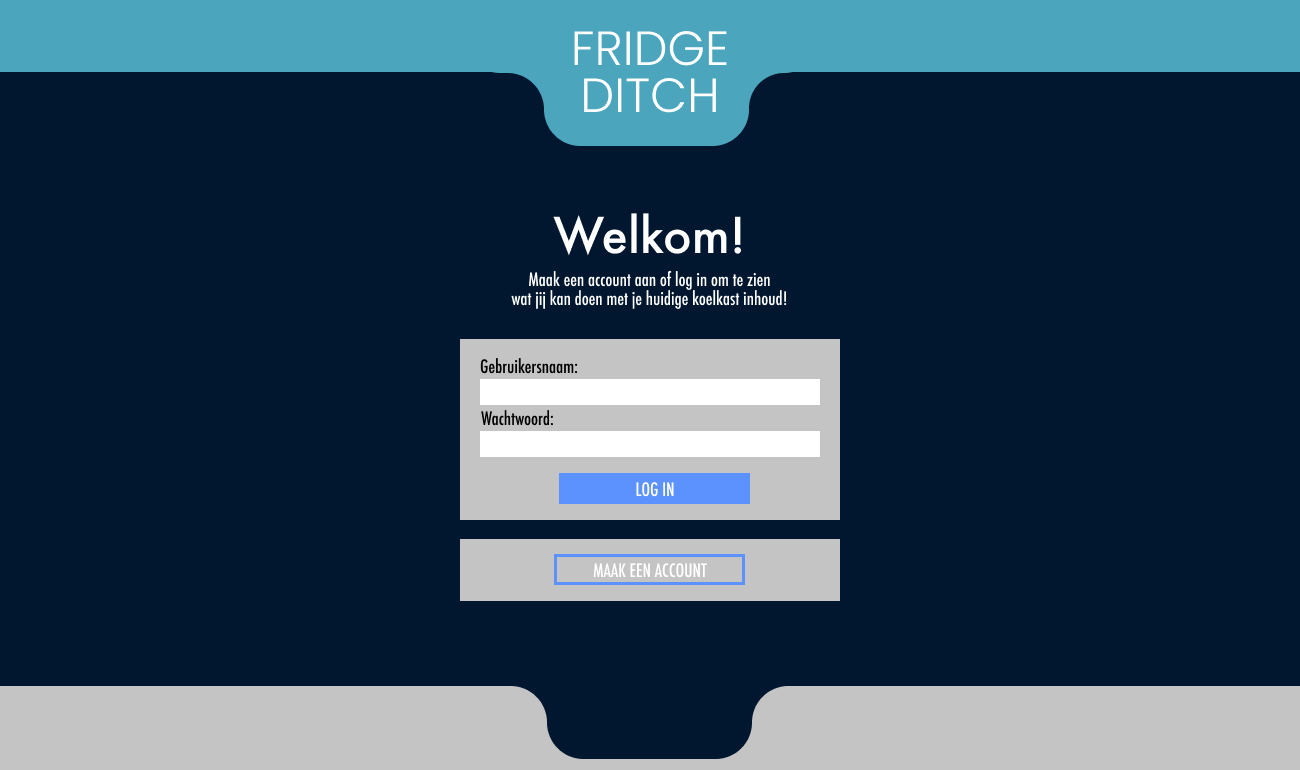 FRIDGE
DITCH
Welkom!
Maak een account aan of log in om te zien
wat jij kan doen met je huidige koelkast inhoud!
Gebruikersnaam:
Wachtwoord:
LOG IN
MAAK EEN ACCOUNT